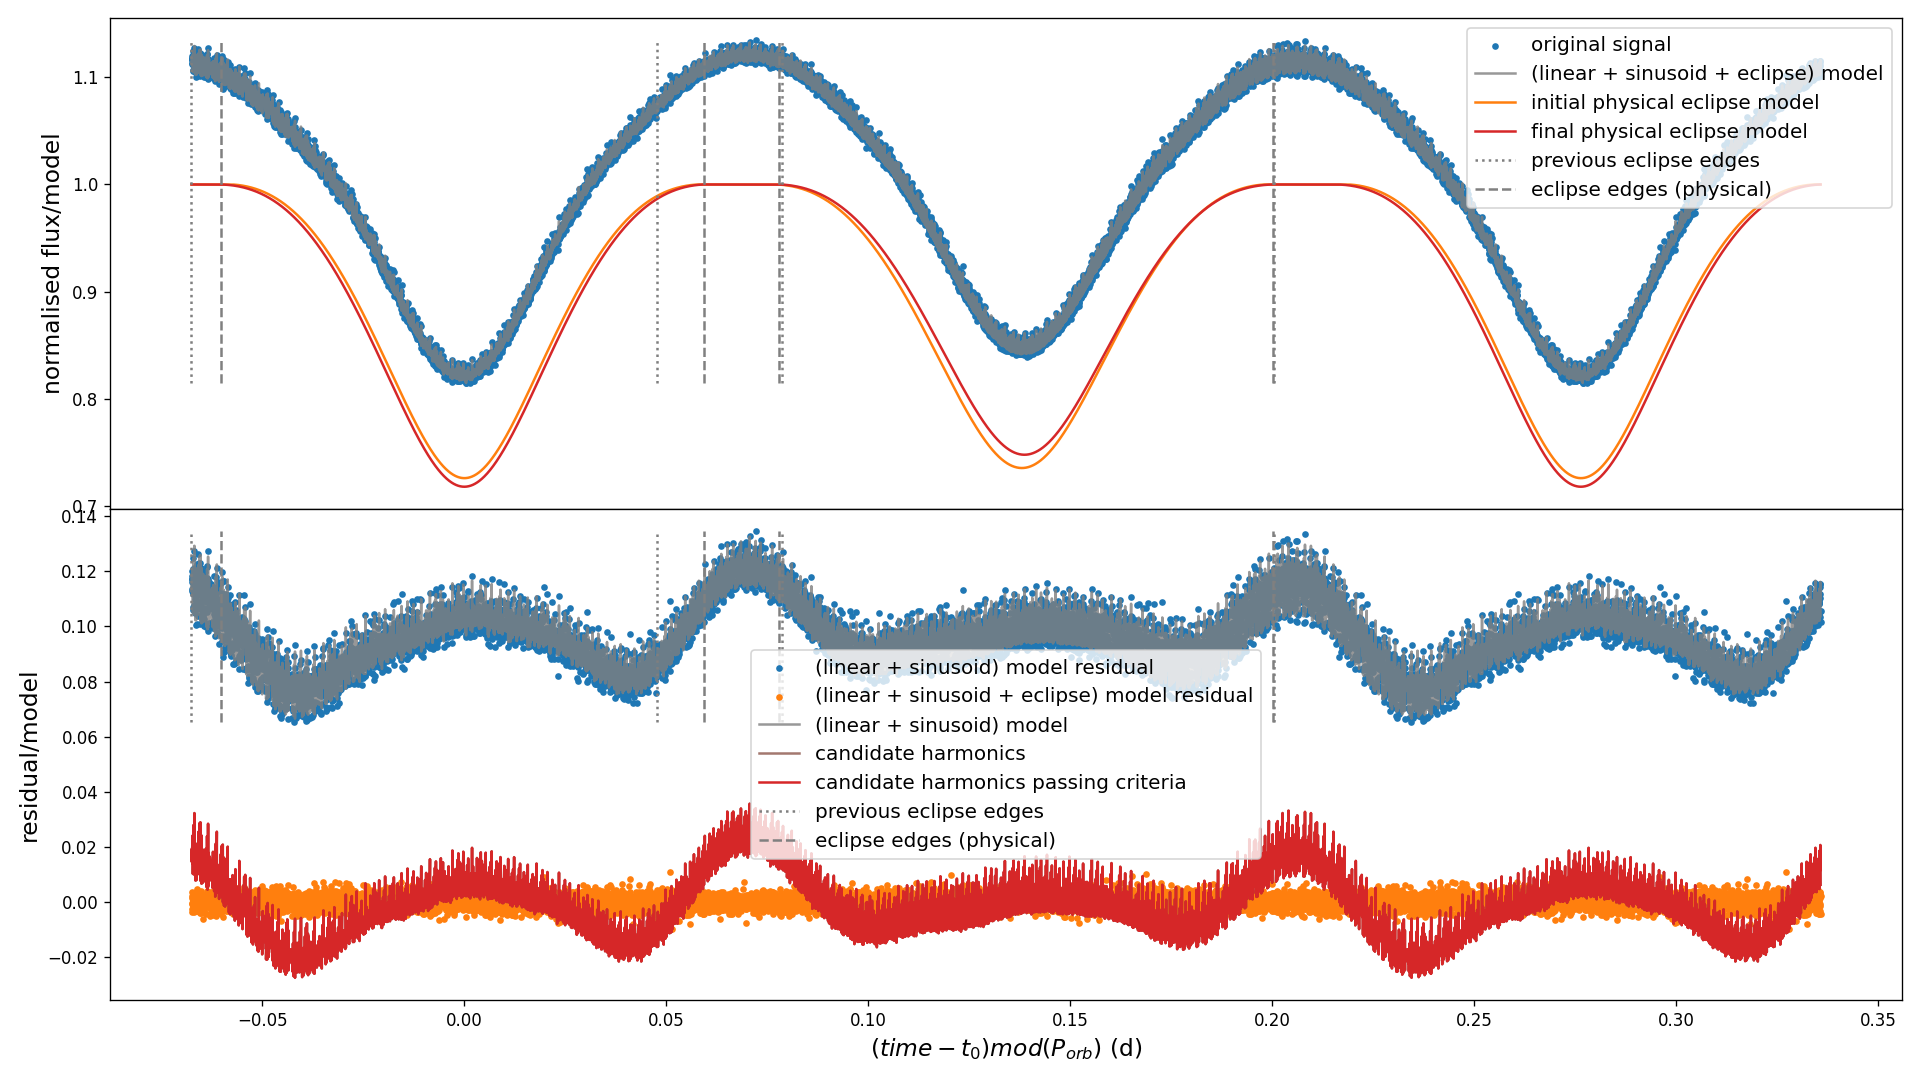 normalised flux/model
1.1
1.0
0.9
0.8
0.7
original signal
(linear + sinusoid + eclipse) model
initial physical eclipse model
final physical eclipse model
previous eclipse edges
eclipse edges (physical)
residual/model
0.14
0.12
0.10
0.08
0.06
0.04
0.02
0.00
−0.02
(linear + sinusoid) model residual
(linear + sinusoid + eclipse) model residual
(linear + sinusoid) model
candidate harmonics
candidate harmonics passing criteria
previous eclipse edges
eclipse edges (physical)
−0.05 0.00 0.05 0.10 0.15 0.20 0.25 0.30 0.35
(time − t₀)mod(P_orb) (d)